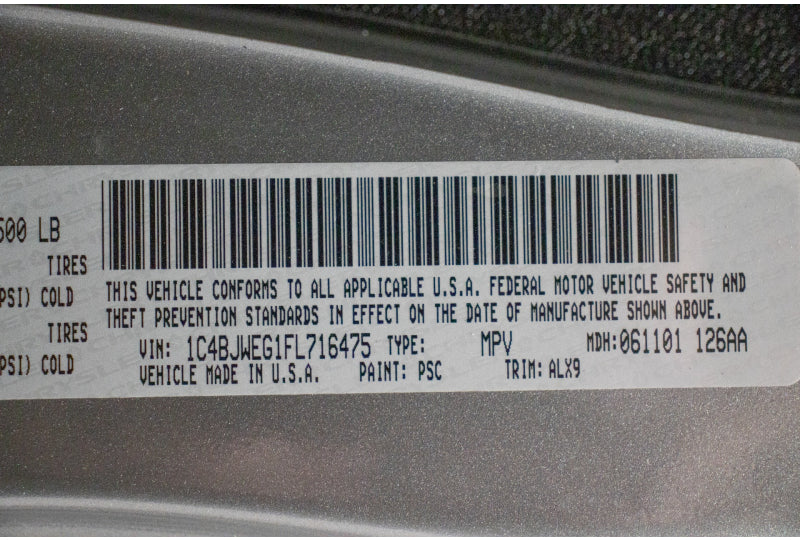 500 LB
TIRES
PSI) COLD
THIS VEHICLE CONFORMS TO ALL APPLICABLE U.S.A. FEDERAL MOTOR VEHICLE SAFETY AND
THEFT PREVENTION STANDARDS IN EFFECT ON THE DATE OF MANUFACTURE SHOWN ABOVE.
TIRES
VIN: 1C4BJWEG1FL716475 TYPE: MPV MDH:061101 126AA
PSI) COLD
VEHICLE MADE IN U.S.A. PAINT: PSC TRIM: ALX9